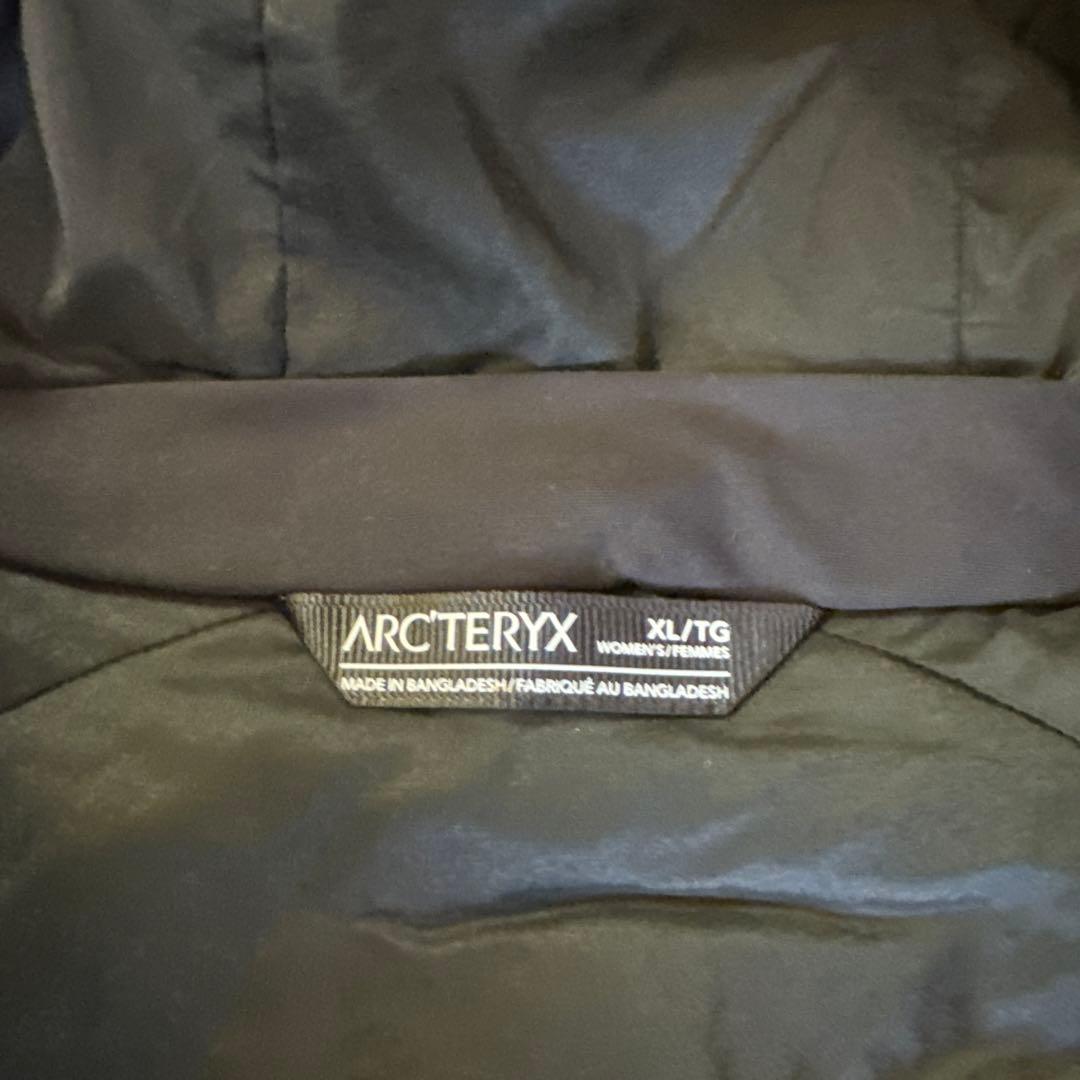 ARC'TERYX XL/TG
WOMEN'S/FEMMES
MADE IN BANGLADESH/FABRIQUÉ AU BANGLADESH